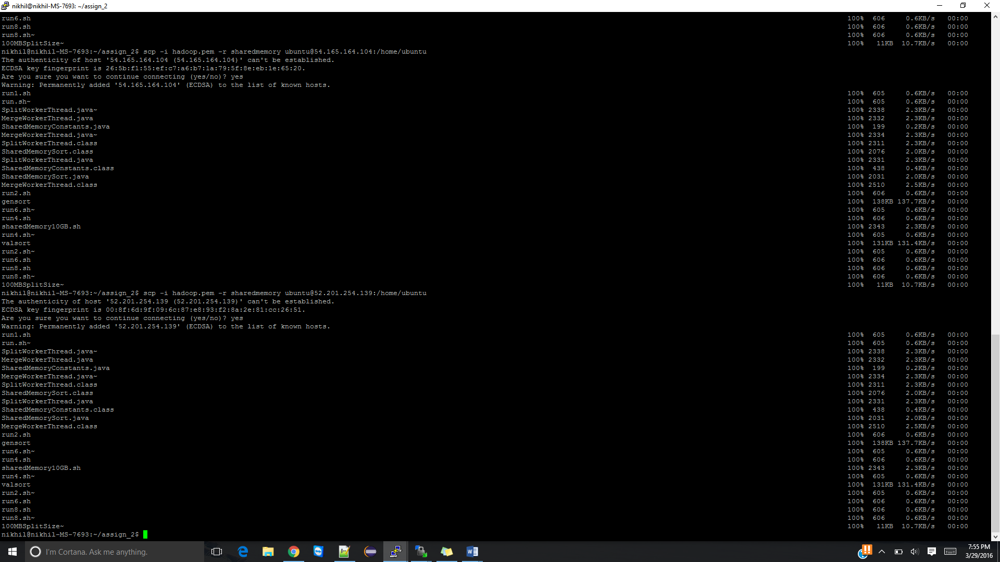 nikhil@nikhil-MS-7693: ~/assign_2
run6.sh 100% 606 0.6KB/s 00:00
run8.sh 100% 606 0.6KB/s 00:00
run8.sh~ 100% 606 0.6KB/s 00:00
100MBSplitSize~ 100% 11KB 10.7KB/s 00:00
nikhil@nikhil-MS-7693:~/assign_2$ scp -i hadoop.pem -r sharedmemory ubuntu@54.165.164.104:/home/ubuntu
The authenticity of host '54.165.164.104 (54.165.164.104)' can't be established.
ECDSA key fingerprint is 26:5b:f1:55:ef:c7:a6:b7:1a:79:5f:8e:eb:1e:65:20.
Are you sure you want to continue connecting (yes/no)? yes
Warning: Permanently added '54.165.164.104' (ECDSA) to the list of known hosts.
run1.sh 100% 605 0.6KB/s 00:00
run.sh~ 100% 605 0.6KB/s 00:00
SplitWorkerThread.java~ 100% 2338 2.3KB/s 00:00
MergeWorkerThread.java 100% 2332 2.3KB/s 00:00
SharedMemoryConstants.java 100% 199 0.2KB/s 00:00
MergeWorkerThread.java~ 100% 2334 2.3KB/s 00:00
SplitWorkerThread.class 100% 2311 2.3KB/s 00:00
SharedMemorySort.class 100% 2076 2.0KB/s 00:00
SplitWorkerThread.java 100% 2331 2.3KB/s 00:00
SharedMemoryConstants.class 100% 438 0.4KB/s 00:00
SharedMemorySort.java 100% 2031 2.0KB/s 00:00
MergeWorkerThread.class 100% 2510 2.5KB/s 00:00
run2.sh 100% 606 0.6KB/s 00:00
gensort 100% 138KB 137.7KB/s 00:00
run6.sh~ 100% 605 0.6KB/s 00:00
run4.sh 100% 606 0.6KB/s 00:00
sharedMemory10GB.sh 100% 2343 2.3KB/s 00:00
run4.sh~ 100% 605 0.6KB/s 00:00
valsort 100% 131KB 131.4KB/s 00:00
run2.sh~ 100% 605 0.6KB/s 00:00
run6.sh 100% 606 0.6KB/s 00:00
run8.sh 100% 606 0.6KB/s 00:00
run8.sh~ 100% 606 0.6KB/s 00:00
100MBSplitSize~ 100% 11KB 10.7KB/s 00:00
nikhil@nikhil-MS-7693:~/assign_2$ scp -i hadoop.pem -r sharedmemory ubuntu@52.201.254.139:/home/ubuntu
The authenticity of host '52.201.254.139 (52.201.254.139)' can't be established.
ECDSA key fingerprint is 00:8f:6d:9f:09:6c:87:e8:93:f2:8a:2e:81:cc:26:51.
Are you sure you want to continue connecting (yes/no)? yes
Warning: Permanently added '52.201.254.139' (ECDSA) to the list of known hosts.
run1.sh 100% 605 0.6KB/s 00:00
run.sh~ 100% 605 0.6KB/s 00:00
SplitWorkerThread.java~ 100% 2338 2.3KB/s 00:00
MergeWorkerThread.java 100% 2332 2.3KB/s 00:00
SharedMemoryConstants.java 100% 199 0.2KB/s 00:00
MergeWorkerThread.java~ 100% 2334 2.3KB/s 00:00
SplitWorkerThread.class 100% 2311 2.3KB/s 00:00
SharedMemorySort.class 100% 2076 2.0KB/s 00:00
SplitWorkerThread.java 100% 2331 2.3KB/s 00:00
SharedMemoryConstants.class 100% 438 0.4KB/s 00:00
SharedMemorySort.java 100% 2031 2.0KB/s 00:00
MergeWorkerThread.class 100% 2510 2.5KB/s 00:00
run2.sh 100% 606 0.6KB/s 00:00
gensort 100% 138KB 137.7KB/s 00:00
run6.sh~ 100% 605 0.6KB/s 00:00
run4.sh 100% 606 0.6KB/s 00:00
sharedMemory10GB.sh 100% 2343 2.3KB/s 00:00
run4.sh~ 100% 605 0.6KB/s 00:00
valsort 100% 131KB 131.4KB/s 00:00
run2.sh~ 100% 605 0.6KB/s 00:00
run6.sh 100% 606 0.6KB/s 00:00
run8.sh 100% 606 0.6KB/s 00:00
run8.sh~ 100% 606 0.6KB/s 00:00
100MBSplitSize~ 100% 11KB 10.7KB/s 00:00
nikhil@nikhil-MS-7693:~/assign_2$
I'm Cortana. Ask me anything.
7:55 PM
3/29/2016